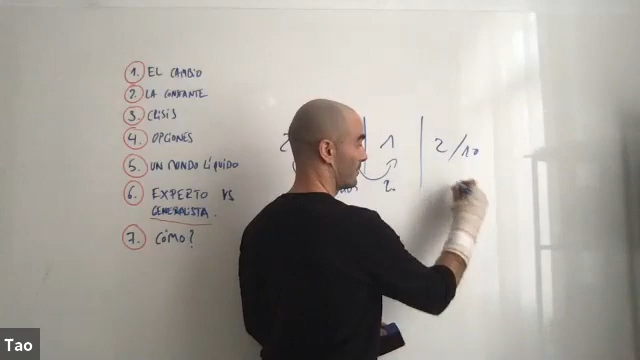 1. EL CAMBIO
2. LA CONSTANTE
3. CRISIS
4. OPCIONES
5. UN MUNDO LÍQUIDO
6. EXPERTO VS
GENERALISTA.
7. CÓMO?
2 | 1 | 2/10
2
Tao